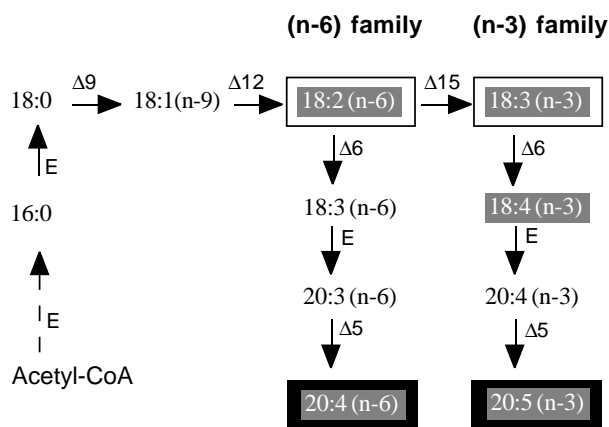 (n-6) family (n-3) family
Δ9 Δ12 Δ15
18:0 18:1(n-9) 18:2 (n-6) 18:3 (n-3)
E Δ6 Δ6
16:0 18:3 (n-6) 18:4 (n-3)
E E
20:3 (n-6) 20:4 (n-3)
E Δ5 Δ5
Acetyl-CoA
20:4 (n-6) 20:5 (n-3)